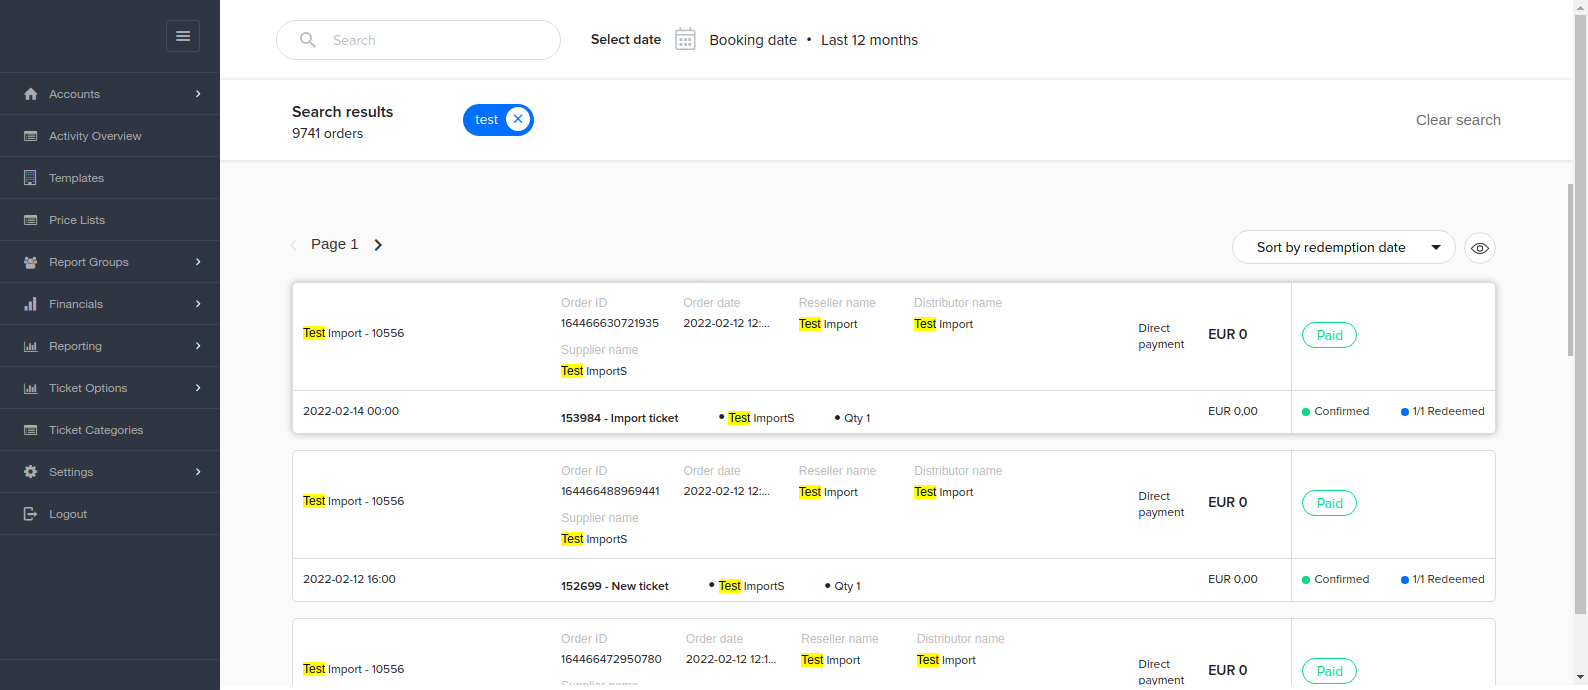 Search
Select date
Booking date • Last 12 months
Accounts
Activity Overview
Templates
Price Lists
Report Groups
Financials
Reporting
Ticket Options
Ticket Categories
Settings
Logout
Search results
9741 orders
test
Clear search
Page 1
Sort by redemption date
Test Import - 10556
Order ID
164466630721935
Order date
2022-02-12 12:...
Reseller name
Test Import
Distributor name
Test Import
Supplier name
Test ImportS
Direct
payment
EUR 0
Paid
2022-02-14 00:00
153984 - Import ticket • Test ImportS • Qty 1
EUR 0,00
Confirmed
1/1 Redeemed
Test Import - 10556
Order ID
164466488969441
Order date
2022-02-12 12:...
Reseller name
Test Import
Distributor name
Test Import
Supplier name
Test ImportS
Direct
payment
EUR 0
Paid
2022-02-12 16:00
152699 - New ticket • Test ImportS • Qty 1
EUR 0,00
Confirmed
1/1 Redeemed
Test Import - 10556
Order ID
164466472950780
Order date
2022-02-12 12:1...
Reseller name
Test Import
Distributor name
Test Import
Supplier name
Direct
payment
EUR 0
Paid